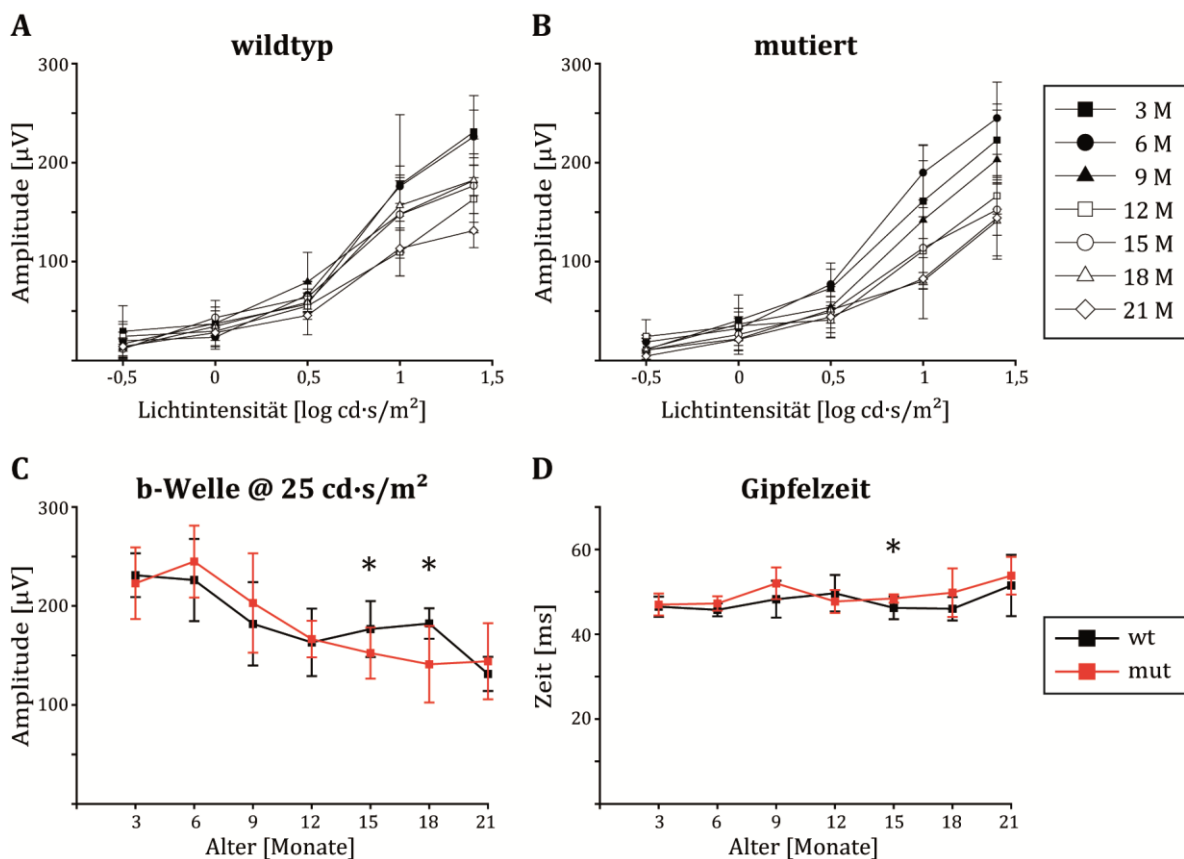 A
wildtyp
300
200
100
Amplitude [µV]
-0,5 0 0,5 1 1,5
Lichtintensität [log cd·s/m²]
B
mutiert
300
200
100
Amplitude [µV]
-0,5 0 0,5 1 1,5
Lichtintensität [log cd·s/m²]
3 M
6 M
9 M
12 M
15 M
18 M
21 M
C
b-Welle @ 25 cd·s/m²
300
200
100
Amplitude [µV]
* *
3 6 9 12 15 18 21
Alter [Monate]
D
Gipfelzeit
60
40
20
Zeit [ms]
*
3 6 9 12 15 18 21
Alter [Monate]
wt
mut